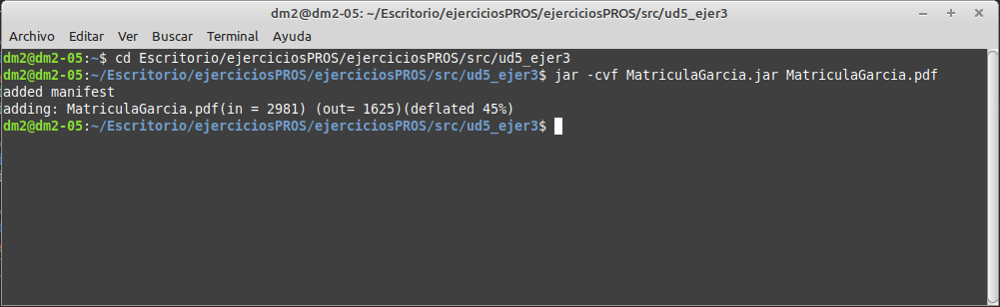 dm2@dm2-05: ~/Escritorio/ejerciciosPROS/ejerciciosPROS/src/ud5_ejer3
Archivo Editar Ver Buscar Terminal Ayuda
dm2@dm2-05:~$ cd Escritorio/ejerciciosPROS/ejerciciosPROS/src/ud5_ejer3
dm2@dm2-05:~/Escritorio/ejerciciosPROS/ejerciciosPROS/src/ud5_ejer3$ jar -cvf MatriculaGarcia.jar MatriculaGarcia.pdf
added manifest
adding: MatriculaGarcia.pdf(in = 2981) (out= 1625)(deflated 45%)
dm2@dm2-05:~/Escritorio/ejerciciosPROS/ejerciciosPROS/src/ud5_ejer3$